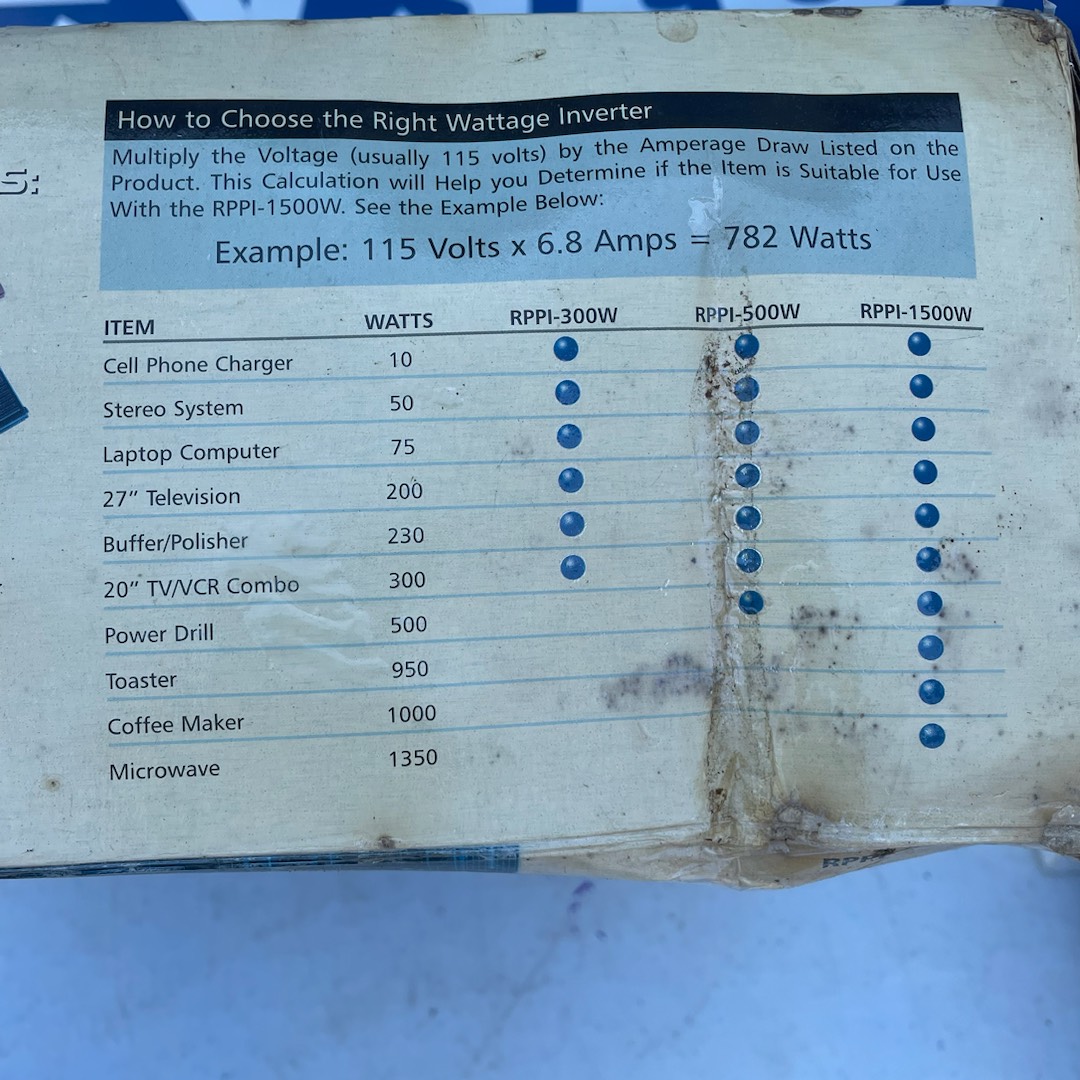 S:
How to Choose the Right Wattage Inverter
Multiply the Voltage (usually 115 volts) by the Amperage Draw Listed on the
Product. This Calculation will Help you Determine if the Item is Suitable for Use
With the RPPI-1500W. See the Example Below:
Example: 115 Volts x 6.8 Amps = 782 Watts
ITEM WATTS RPPI-300W RPPI-500W RPPI-1500W
Cell Phone Charger 10
Stereo System 50
Laptop Computer 75
27" Television 200
Buffer/Polisher 230
20" TV/VCR Combo 300
Power Drill 500
Toaster 950
Coffee Maker 1000
Microwave 1350